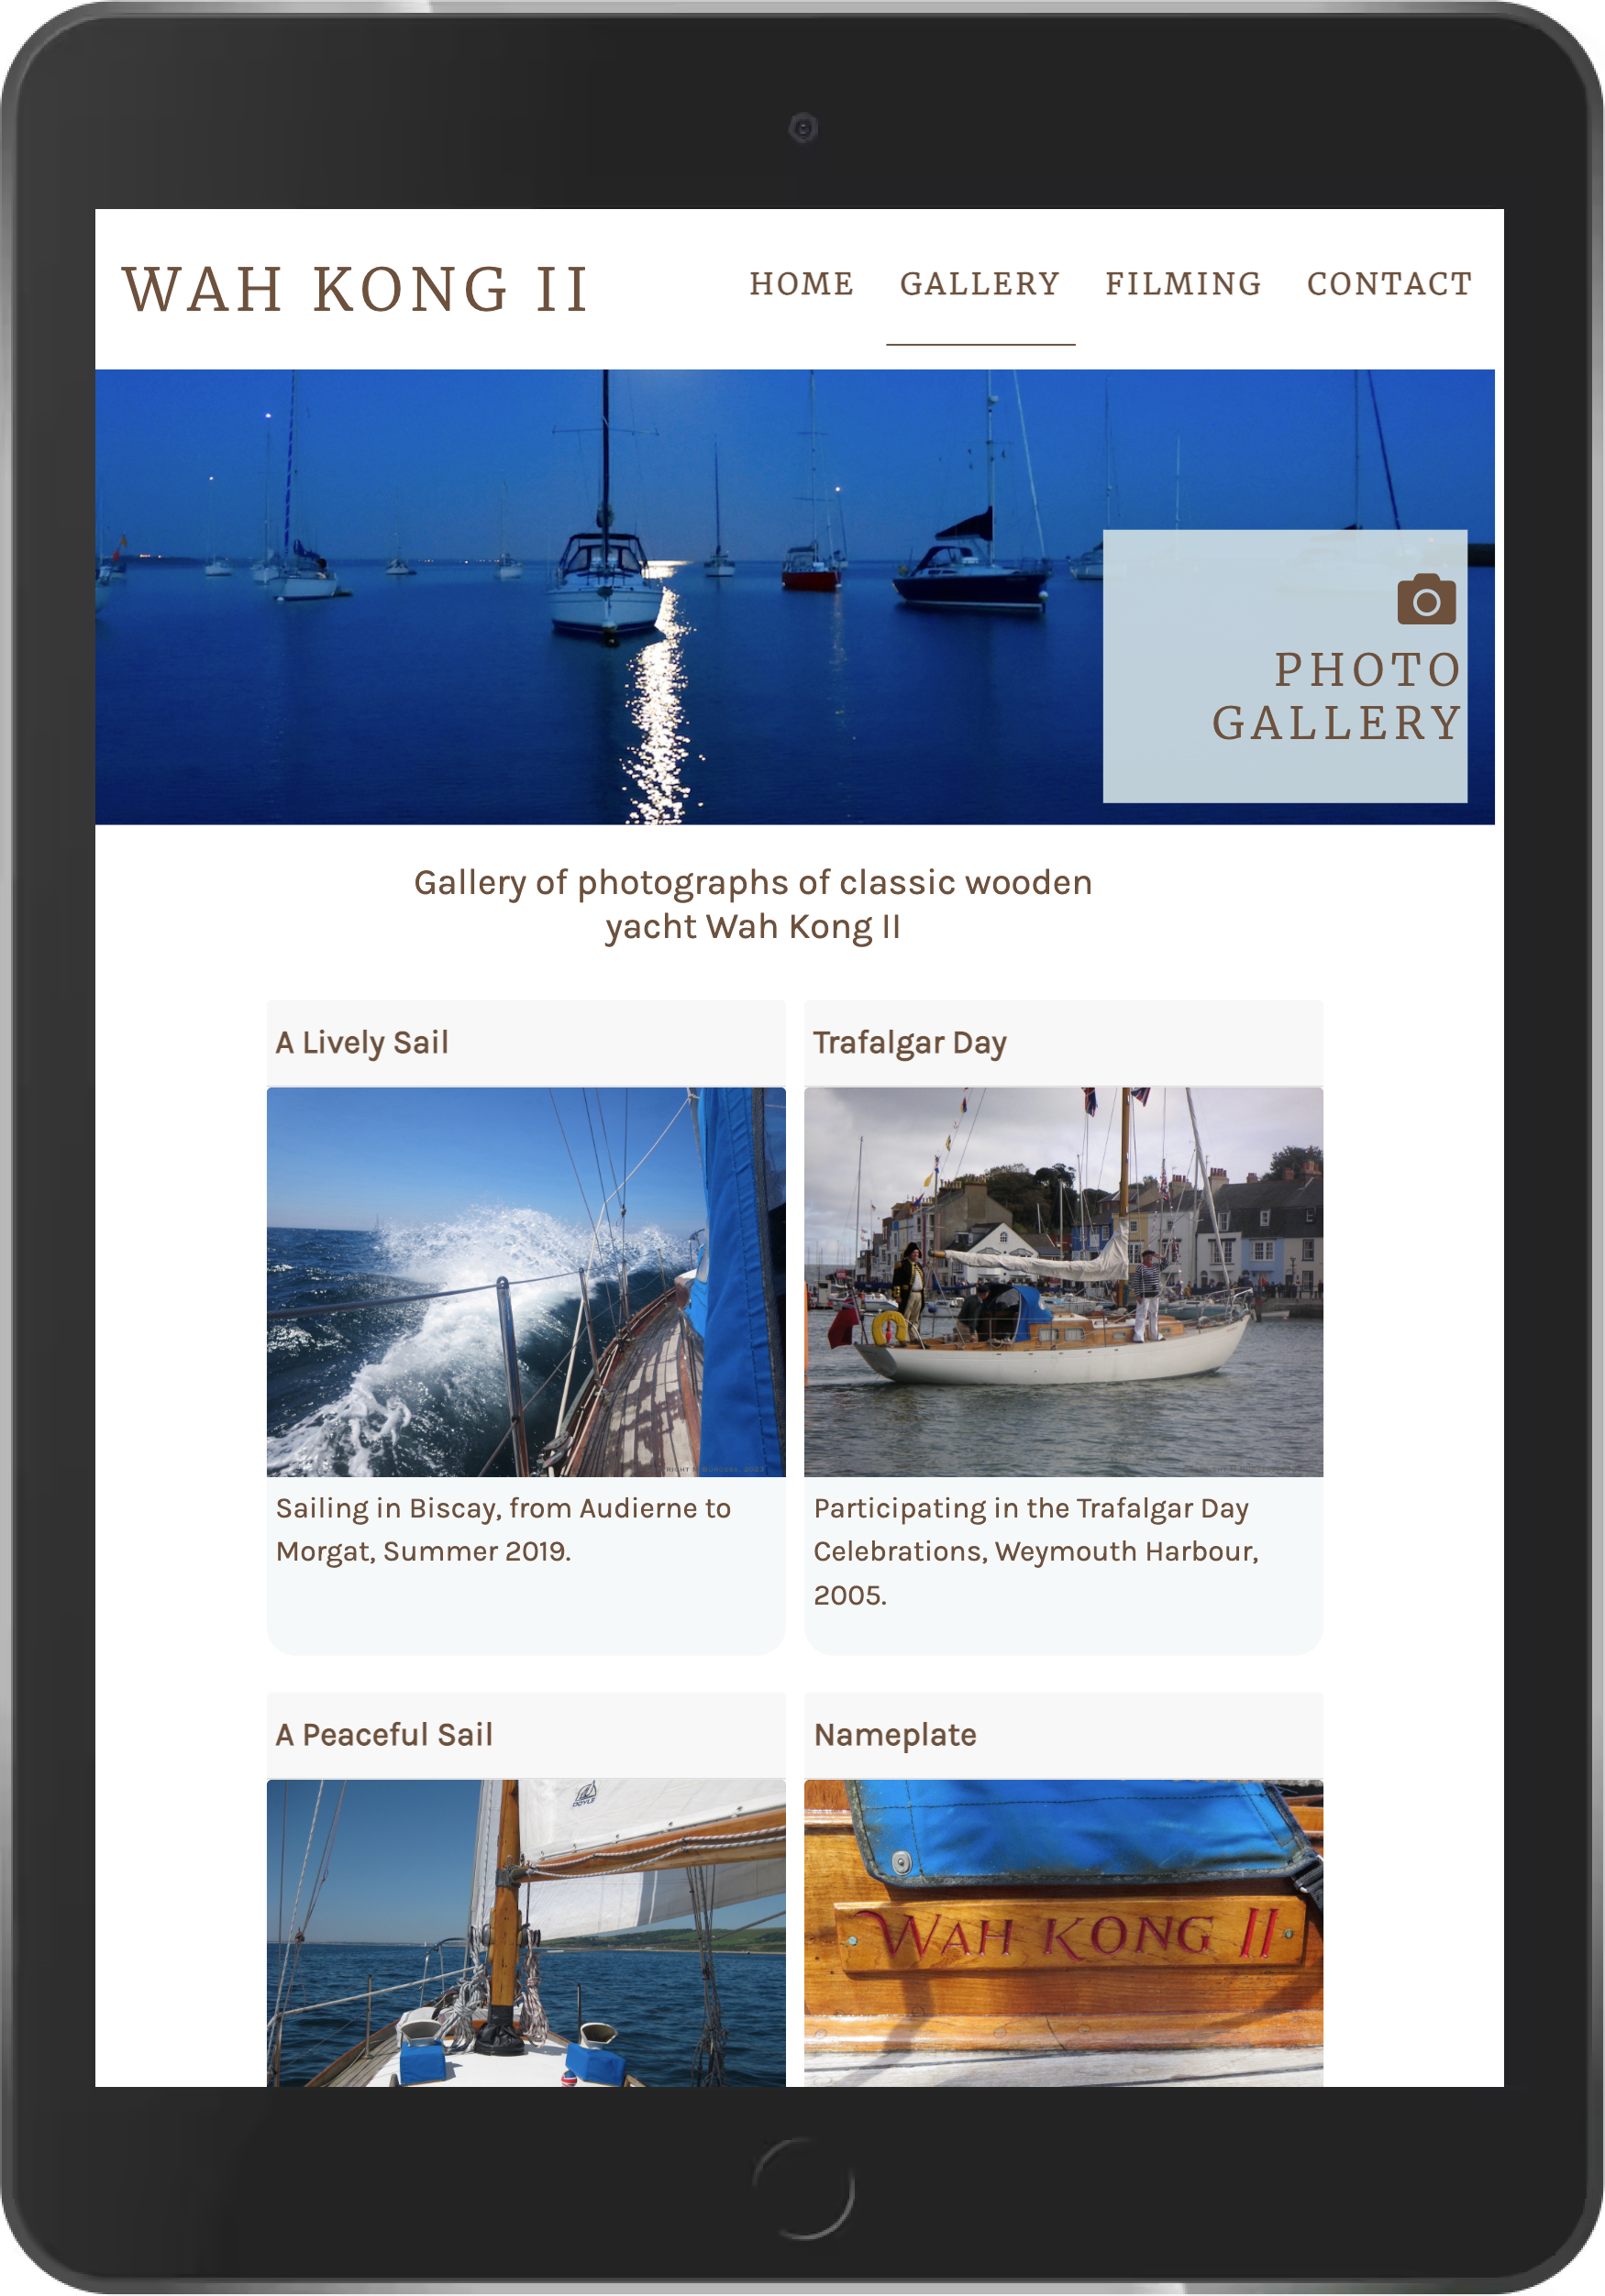 WAH KONG II
HOME GALLERY FILMING CONTACT
PHOTO
GALLERY
Gallery of photographs of classic wooden
yacht Wah Kong II
A Lively Sail
Trafalgar Day
Sailing in Biscay, from Audierne to
Morgat, Summer 2019.
Participating in the Trafalgar Day
Celebrations, Weymouth Harbour,
2005.
A Peaceful Sail
Nameplate
DOYLE
WAH KONG II